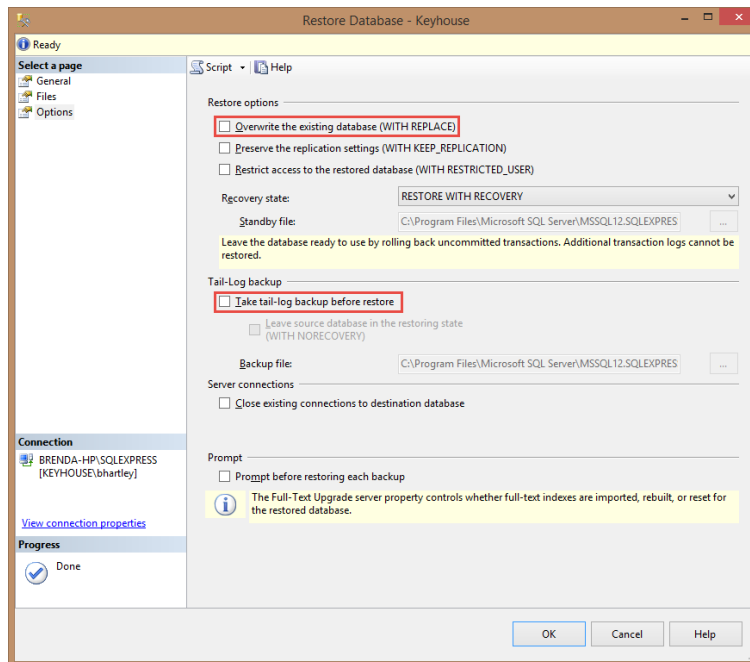 Restore Database - Keyhouse
Ready
Select a page
General
Files
Options
Script
Help
Restore options
Overwrite the existing database (WITH REPLACE)
Preserve the replication settings (WITH KEEP_REPLICATION)
Restrict access to the restored database (WITH RESTRICTED_USER)
Recovery state:
RESTORE WITH RECOVERY
Standby file:
C:\Program Files\Microsoft SQL Server\MSSQL12.SQLEXPRES
...
Leave the database ready to use by rolling back uncommitted transactions. Additional transaction logs cannot be
restored.
Tail-Log backup
Take tail-log backup before restore
Leave source database in the restoring state
(WITH NORECOVERY)
Backup file:
C:\Program Files\Microsoft SQL Server\MSSQL12.SQLEXPRES
...
Server connections
Close existing connections to destination database
Connection
BRENDA-HP\SQLEXPRESS
[KEYHOUSE\bhartley]
View connection properties
Prompt
Prompt before restoring each backup
The Full-Text Upgrade server property controls whether full-text indexes are imported, rebuilt, or reset for
the restored database.
Progress
Done
OK
Cancel
Help